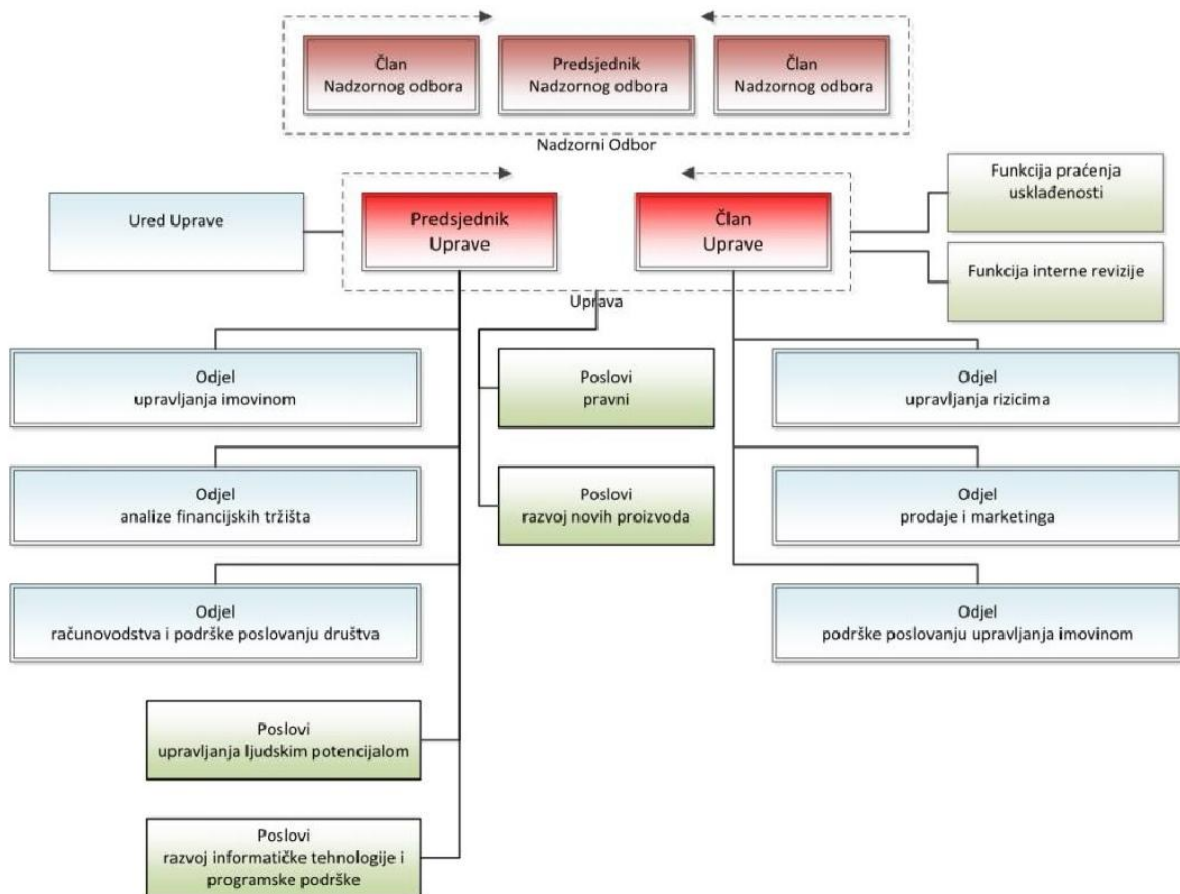 Član
Nadzornog odbora
Predsjednik
Nadzornog odbora
Član
Nadzornog odbora
Nadzorni Odbor
Ured Uprave
Predsjednik
Uprave
Član
Uprave
Funkcija praćenja
usklađenosti
Funkcija interne revizije
Uprava
Odjel
upravljanja imovinom
Poslovi
pravni
Odjel
upravljanja rizicima
Odjel
analize financijskih tržišta
Poslovi
razvoj novih proizvoda
Odjel
prodaje i marketinga
Odjel
računovodstva i podrške poslovanju društva
Odjel
podrške poslovanju upravljanja imovinom
Poslovi
upravljanja ljudskim potencijalom
Poslovi
razvoj informatičke tehnologije i
programske podrške